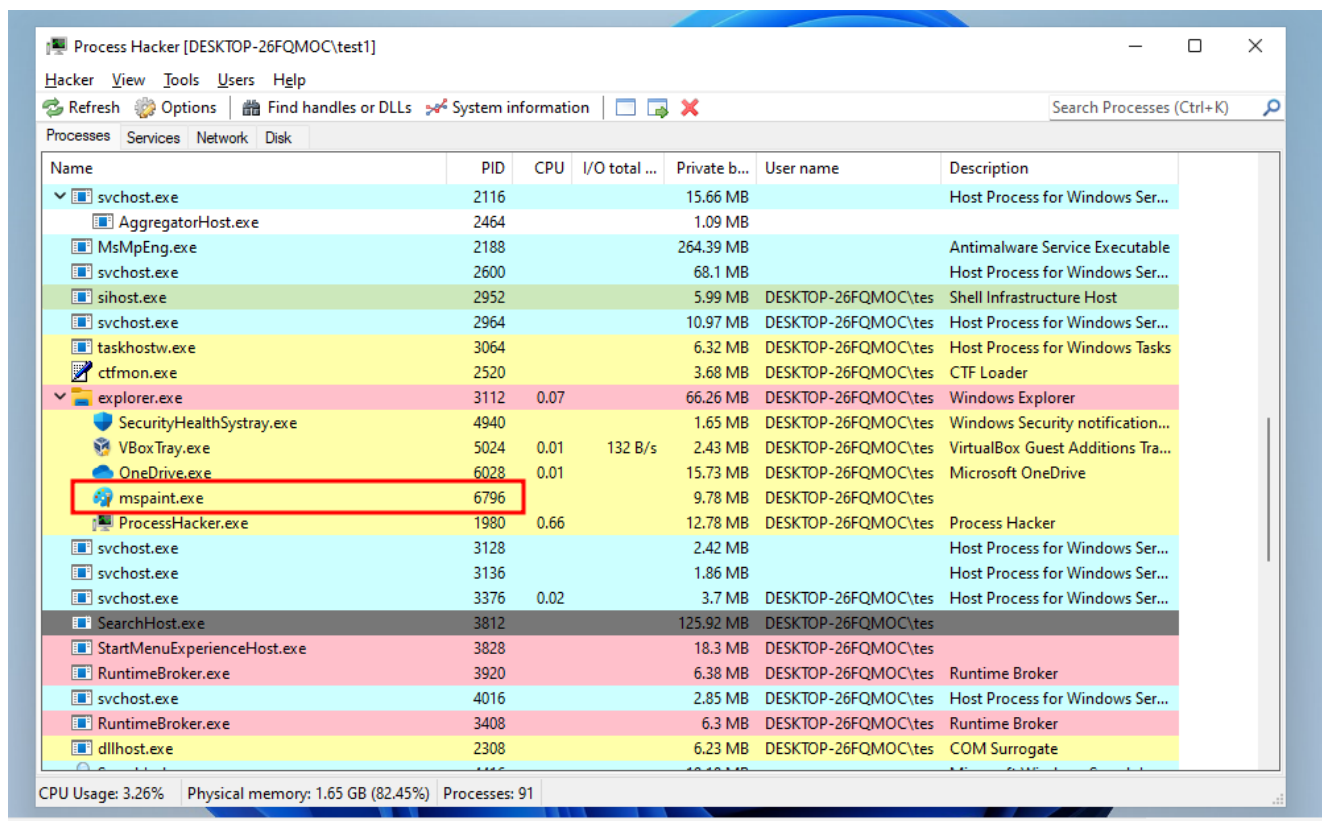 Process Hacker [DESKTOP-26FQMOC\test1]
Hacker View Tools Users Help
Refresh Options Find handles or DLLs System information Search Processes (Ctrl+K)
Processes Services Network Disk
Name PID CPU I/O total ... Private b... User name Description
svchost.exe 2116 15.66 MB Host Process for Windows Ser...
AggregatorHost.exe 2464 1.09 MB
MsMpEng.exe 2188 264.39 MB Antimalware Service Executable
svchost.exe 2600 68.1 MB Host Process for Windows Ser...
sihost.exe 2952 5.99 MB DESKTOP-26FQMOC\tes Shell Infrastructure Host
svchost.exe 2964 10.97 MB DESKTOP-26FQMOC\tes Host Process for Windows Ser...
taskhostw.exe 3064 6.32 MB DESKTOP-26FQMOC\tes Host Process for Windows Tasks
ctfmon.exe 2520 3.68 MB DESKTOP-26FQMOC\tes CTF Loader
explorer.exe 3112 0.07 66.26 MB DESKTOP-26FQMOC\tes Windows Explorer
SecurityHealthSystray.exe 4940 1.65 MB DESKTOP-26FQMOC\tes Windows Security notification...
VBoxTray.exe 5024 0.01 132 B/s 2.43 MB DESKTOP-26FQMOC\tes VirtualBox Guest Additions Tra...
OneDrive.exe 6028 0.01 15.73 MB DESKTOP-26FQMOC\tes Microsoft OneDrive
mspaint.exe 6796 9.78 MB DESKTOP-26FQMOC\tes
ProcessHacker.exe 1980 0.66 12.78 MB DESKTOP-26FQMOC\tes Process Hacker
svchost.exe 3128 2.42 MB Host Process for Windows Ser...
svchost.exe 3136 1.86 MB Host Process for Windows Ser...
svchost.exe 3376 0.02 3.7 MB DESKTOP-26FQMOC\tes Host Process for Windows Ser...
SearchHost.exe 3812 125.92 MB DESKTOP-26FQMOC\tes
StartMenuExperienceHost.exe 3828 18.3 MB DESKTOP-26FQMOC\tes
RuntimeBroker.exe 3920 6.38 MB DESKTOP-26FQMOC\tes Runtime Broker
svchost.exe 4016 2.85 MB DESKTOP-26FQMOC\tes Host Process for Windows Ser...
RuntimeBroker.exe 3408 6.3 MB DESKTOP-26FQMOC\tes Runtime Broker
dllhost.exe 2308 6.23 MB DESKTOP-26FQMOC\tes COM Surrogate
CPU Usage: 3.26% Physical memory: 1.65 GB (82.45%) Processes: 91